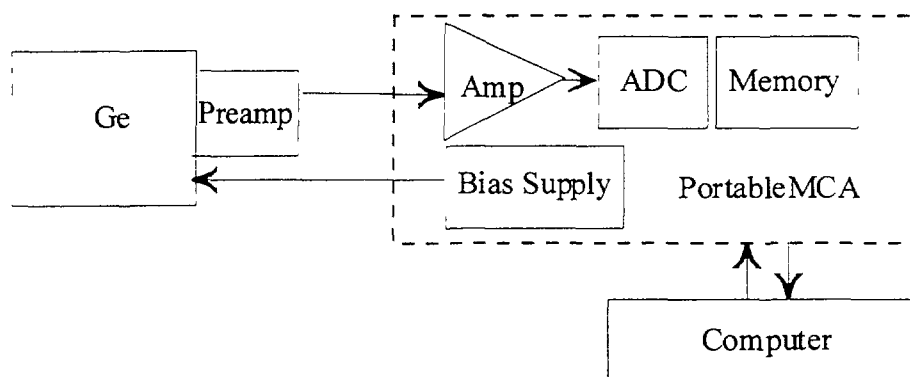 Ge
Preamp
Amp
ADC
Memory
Bias Supply
PortableMCA
Computer